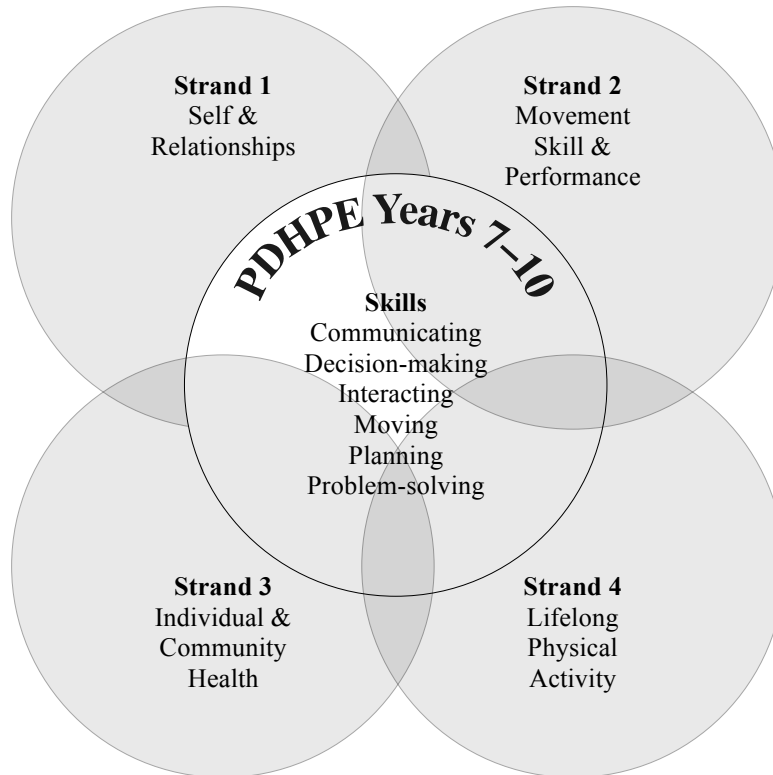 Strand 1
Self &
Relationships
Strand 2
Movement
Skill &
Performance
PDHPE Years 7–10
Skills
Communicating
Decision-making
Interacting
Moving
Planning
Problem-solving
Strand 3
Individual &
Community
Health
Strand 4
Lifelong
Physical
Activity